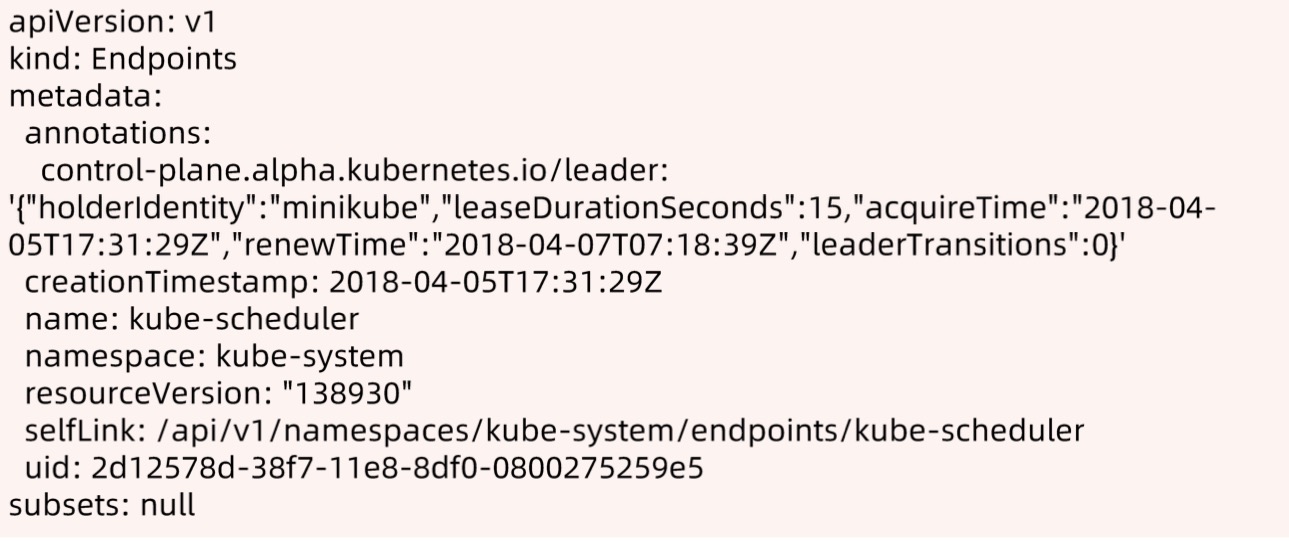 apiVersion: v1
kind: Endpoints
metadata:
  annotations:
    control-plane.alpha.kubernetes.io/leader:
'{"holderIdentity":"minikube","leaseDurationSeconds":15,"acquireTime":"2018-04-
05T17:31:29Z","renewTime":"2018-04-07T07:18:39Z","leaderTransitions":0}'
  creationTimestamp: 2018-04-05T17:31:29Z
  name: kube-scheduler
  namespace: kube-system
  resourceVersion: "138930"
  selfLink: /api/v1/namespaces/kube-system/endpoints/kube-scheduler
  uid: 2d12578d-38f7-11e8-8df0-0800275259e5
subsets: null